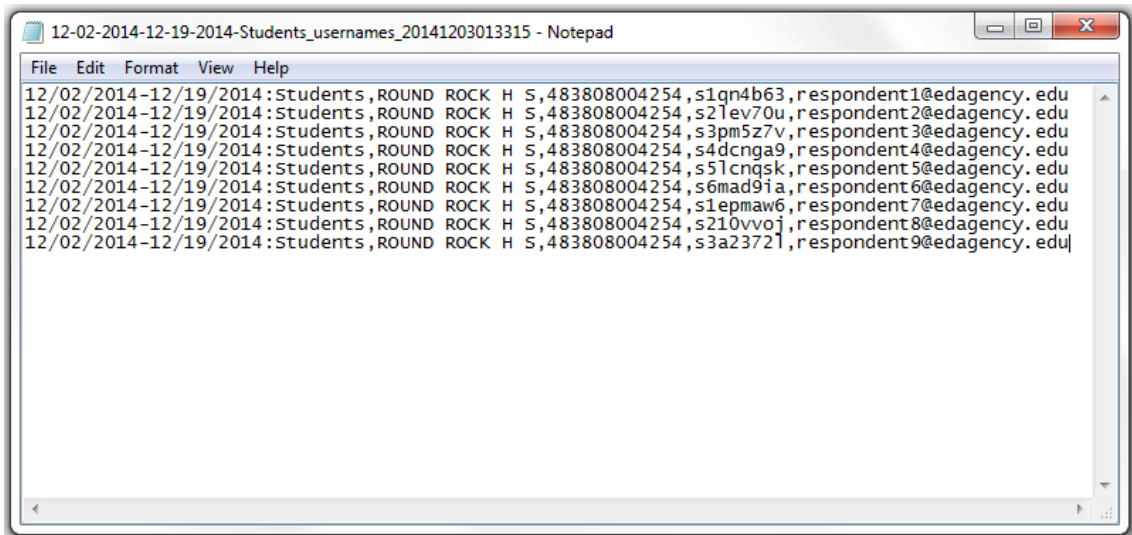 12-02-2014-12-19-2014-Students_usernames_20141203013315 - Notepad
File Edit Format View Help
12/02/2014-12/19/2014:Students,ROUND ROCK H S,483808004254,s1qn4b63,respondent1@edagency.edu
12/02/2014-12/19/2014:Students,ROUND ROCK H S,483808004254,s2lev70u,respondent2@edagency.edu
12/02/2014-12/19/2014:Students,ROUND ROCK H S,483808004254,s3pm5z7v,respondent3@edagency.edu
12/02/2014-12/19/2014:Students,ROUND ROCK H S,483808004254,s4dcnga9,respondent4@edagency.edu
12/02/2014-12/19/2014:Students,ROUND ROCK H S,483808004254,s5lcnqsk,respondent5@edagency.edu
12/02/2014-12/19/2014:Students,ROUND ROCK H S,483808004254,s6mad9ia,respondent6@edagency.edu
12/02/2014-12/19/2014:Students,ROUND ROCK H S,483808004254,s1epmaw6,respondent7@edagency.edu
12/02/2014-12/19/2014:Students,ROUND ROCK H S,483808004254,s210vvoj,respondent8@edagency.edu
12/02/2014-12/19/2014:Students,ROUND ROCK H S,483808004254,s3a2372l,respondent9@edagency.edu